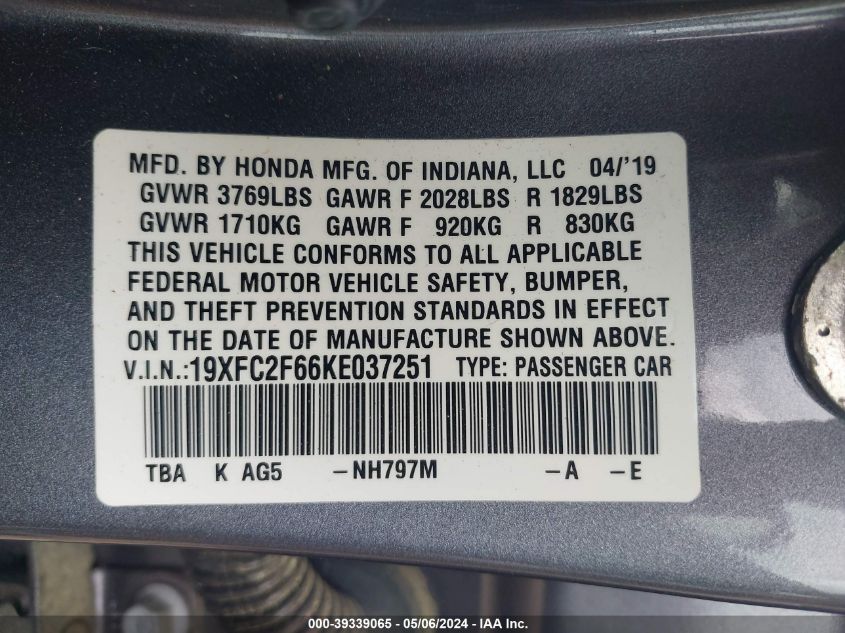 MFD. BY HONDA MFG. OF INDIANA, LLC 04/'19
GVWR 3769LBS GAWR F 2028LBS R 1829LBS
GVWR 1710KG GAWR F 920KG R 830KG
THIS VEHICLE CONFORMS TO ALL APPLICABLE
FEDERAL MOTOR VEHICLE SAFETY, BUMPER,
AND THEFT PREVENTION STANDARDS IN EFFECT
ON THE DATE OF MANUFACTURE SHOWN ABOVE.
V.I.N.:19XFC2F66KE037251 TYPE: PASSENGER CAR
TBA K AG5 –NH797M –A –E
000-39339065 - 05/06/2024 - IAA Inc.